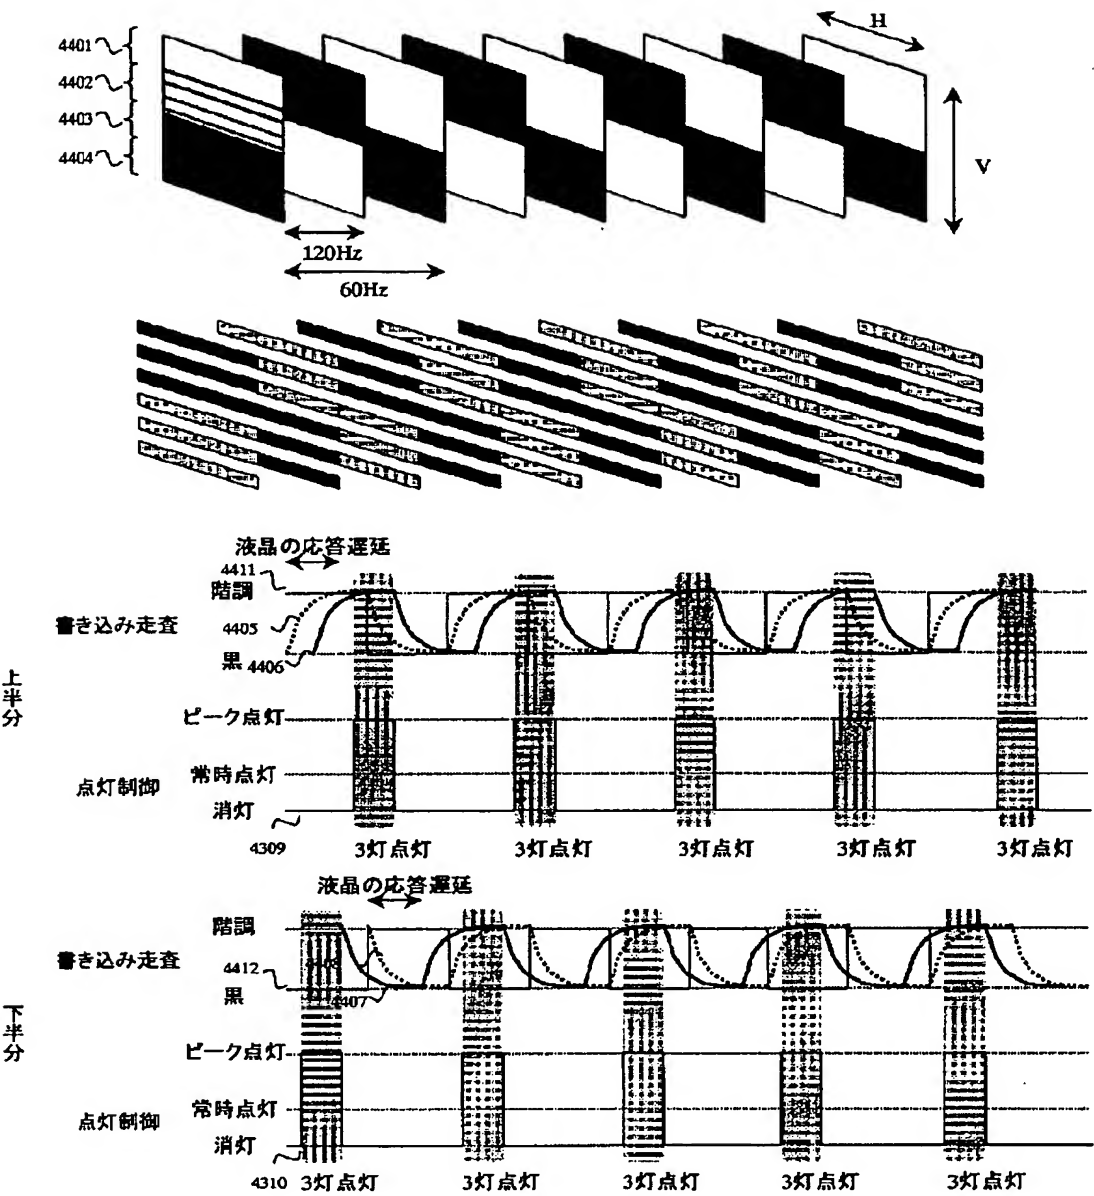 H
4401
4402
4403
4404
V
120Hz
60Hz
液晶の応答遅延
4411
階調
書き込み走査
4405
黒 4406
上半分
ピーク点灯
点灯制御
常時点灯
消灯
4309
3灯点灯 3灯点灯 3灯点灯 3灯点灯 3灯点灯
液晶の応答遅延
階調
書き込み走査
4412
黒
4407
下半分
ピーク点灯
点灯制御
常時点灯
消灯
4310 3灯点灯 3灯点灯 3灯点灯 3灯点灯 3灯点灯